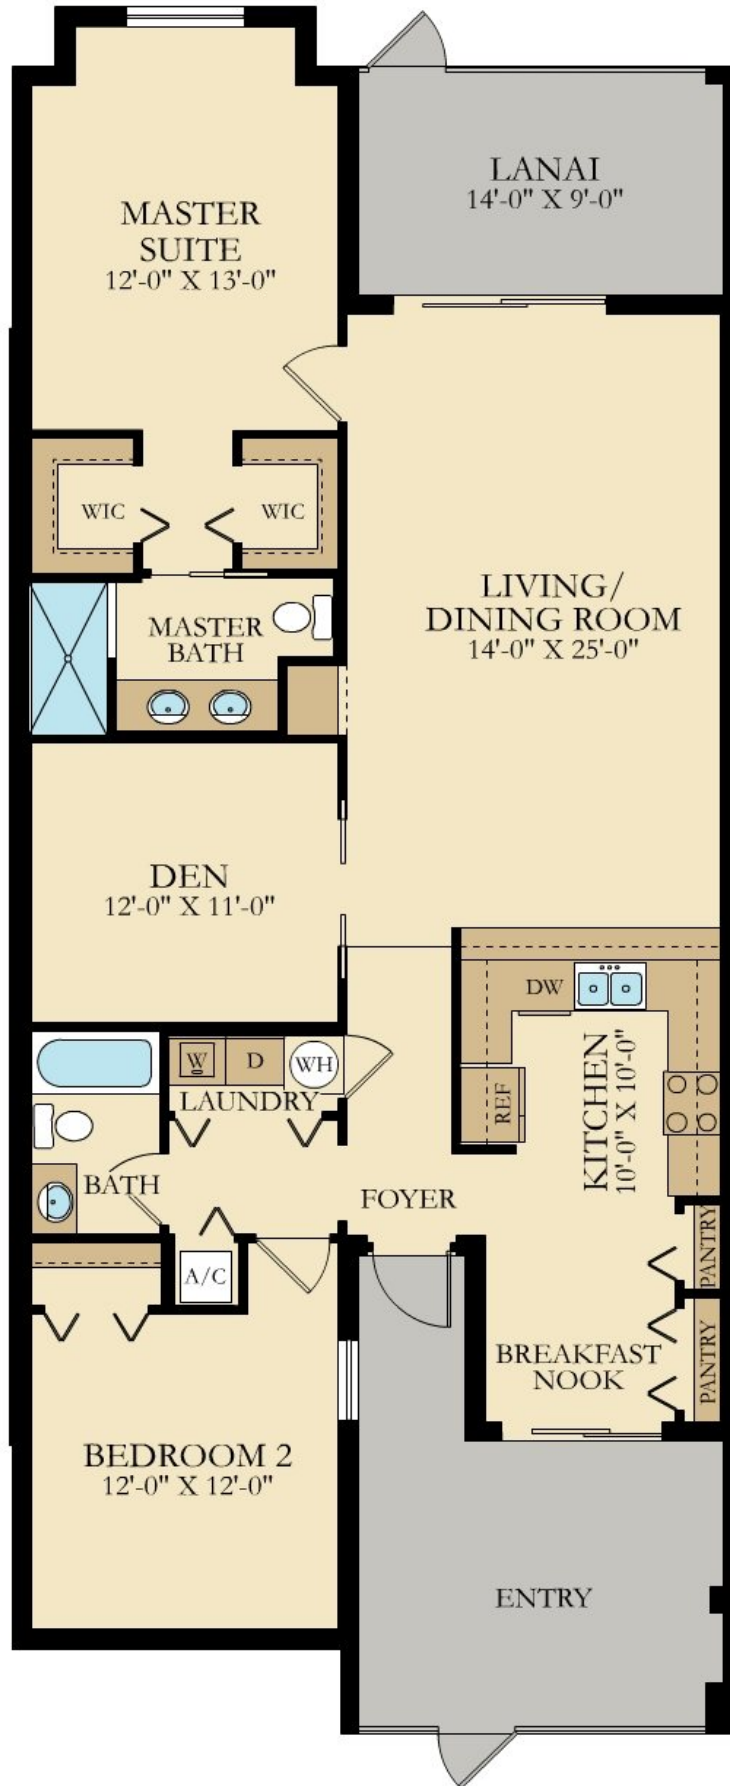 LANAI
14'-0" X 9'-0"
MASTER
SUITE
12'-0" X 13'-0"
WIC
WIC
LIVING/
DINING ROOM
14'-0" X 25'-0"
MASTER
BATH
DEN
12'-0" X 11'-0"
DW
W
D
WH
LAUNDRY
REF
KITCHEN
10'-0" X 10'-0"
BATH
FOYER
PANTRY
A/C
BREAKFAST
NOOK
PANTRY
BEDROOM 2
12'-0" X 12'-0"
ENTRY